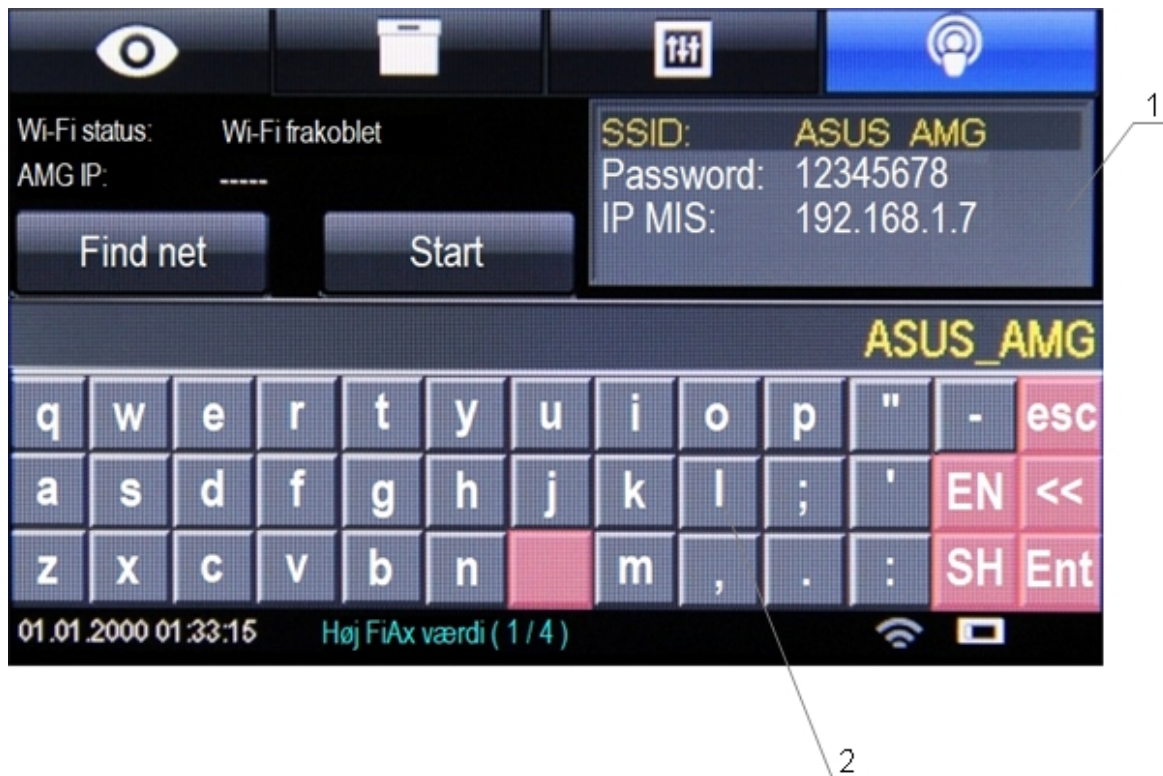 1
Wi-Fi status: Wi-Fi frakoblet
AMG IP: -----
SSID: ASUS_AMG
Password: 12345678
IP MIS: 192.168.1.7
Find net
Start
ASUS_AMG
q w e r t y u i o p " - esc
a s d f g h j k l ; ' EN <<
z x c v b n m , . : SH Ent
01.01.2000 01:33:15 Høj FiAx værdi ( 1 / 4 )
2